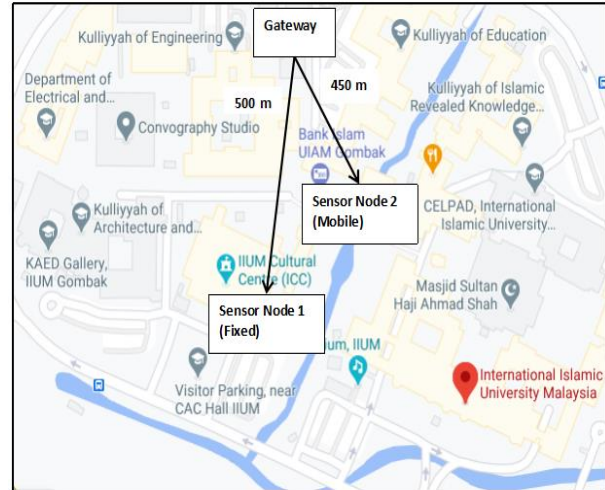 Kulliyyah of Engineering
Gateway
Kulliyyah of Education
Department of
Electrical and...
500 m
450 m
Kulliyyah of Islamic
Revealed Knowledge...
Convography Studio
Bank Islam
UIAM Gombak
Kulliyyah of
Architecture and...
Sensor Node 2
(Mobile)
CELPAD, International
Islamic University...
KAED Gallery,
IIUM Gombak
IIUM Cultural
Centre (ICC)
Masjid Sultan
Haji Ahmad Shah
Sensor Node 1
(Fixed)
um, IIUM
Visitor Parking, near
CAC Hall IIUM
International Islamic
University Malaysia